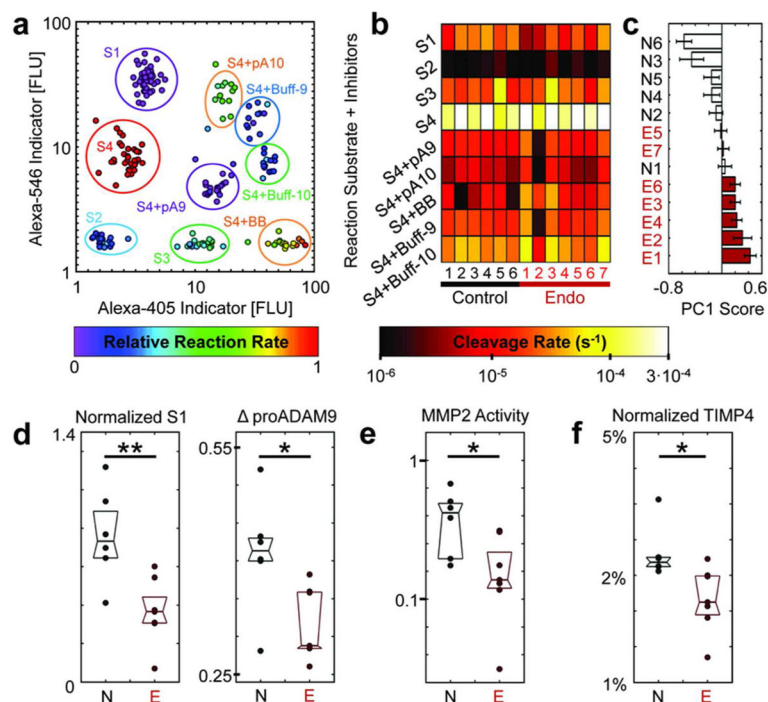 a
100
10
1
Alexa-546 Indicator [FLU]
S1
S4+pA10
S4+Buff-9
S4
S4+Buff-10
S4+pA9
S2
S3
S4+BB
1
10
100
Alexa-405 Indicator [FLU]
Relative Reaction Rate
0
1
b
Reaction Substrate + Inhibitors
S1
S2
S3
S4
S4+pA9
S4+pA10
S4+BB
S4+Buff-9
S4+Buff-10
1 2 3 4 5 6 1 2 3 4 5 6 7
Control
Endo
Cleavage Rate (s⁻¹)
10⁻⁶
10⁻⁵
10⁻⁴
3·10⁻⁴
c
N6
N3
N5
N4
N2
E5
E7
N1
E6
E3
E4
E2
E1
-0.8
0.6
PC1 Score
d
Normalized S1
1.4
**
0
N
E
Δ proADAM9
0.55
*
0.25
N
E
e
MMP2 Activity
1
*
0.1
N
E
f
Normalized TIMP4
5%
*
2%
1%
N
E